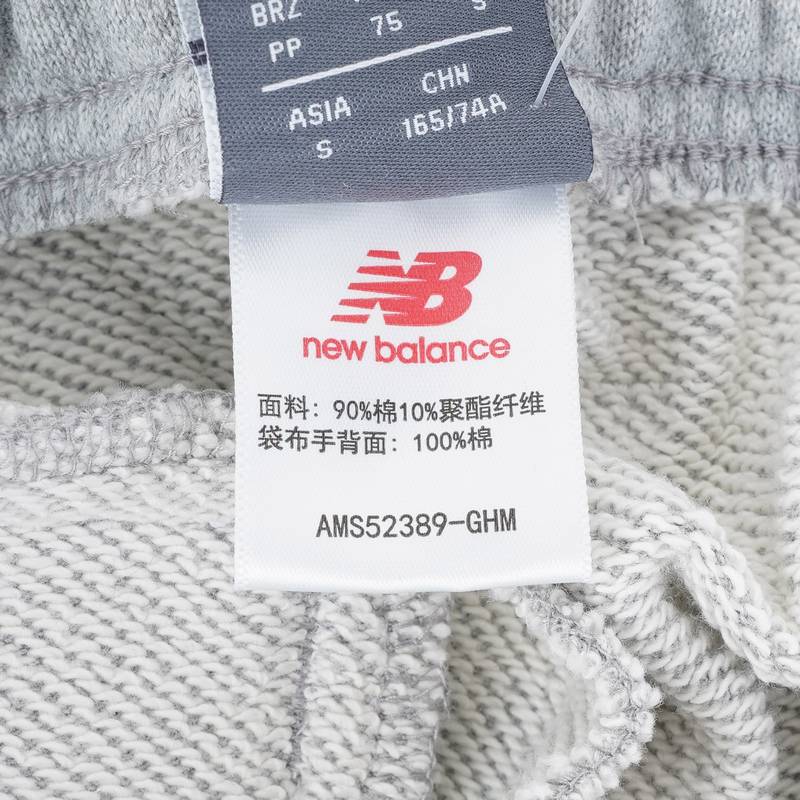 BRZ
PP
75
S
ASIA
S
CHN
165/74A
NB
new balance
面料：90%棉10%聚酯纤维
袋布手背面：100%棉
AMS52389-GHM